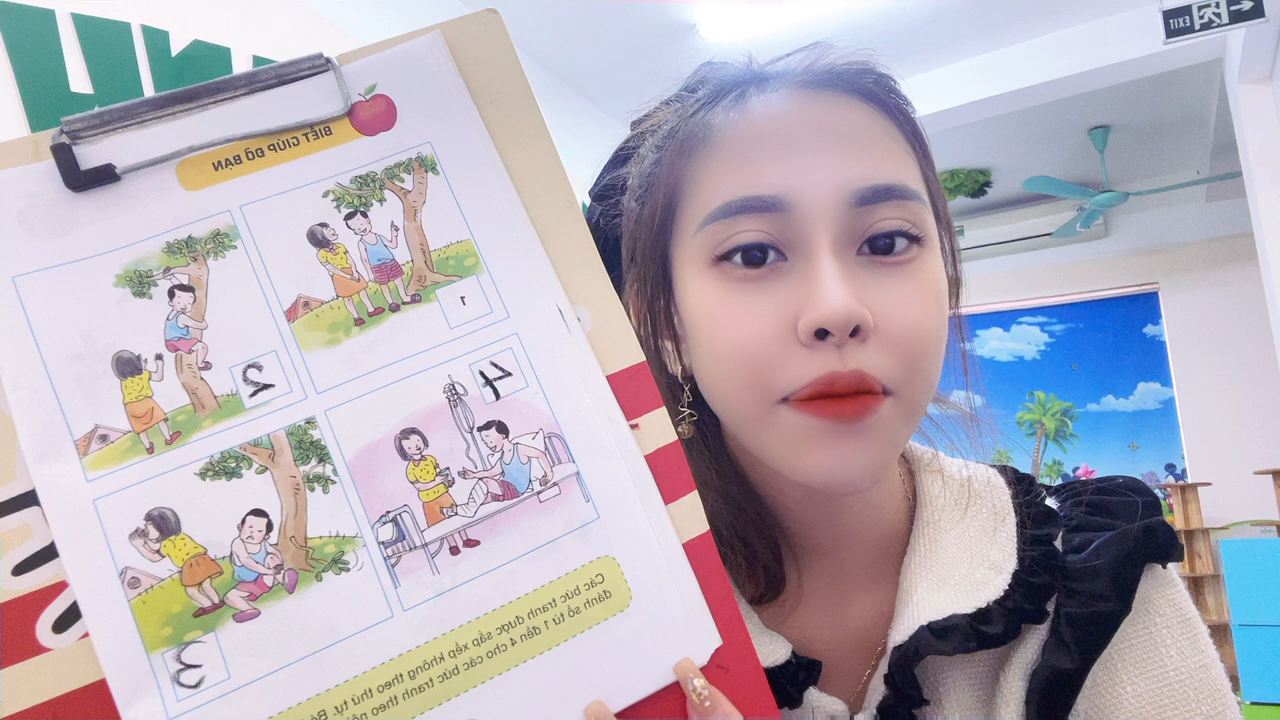 EXIT
BIẾT GIÚP ĐỠ BẠN
1
2
4
3
Các bức tranh được sắp xếp không theo thứ tự.
đánh số từ 1 đến 4 cho các bức tranh theo